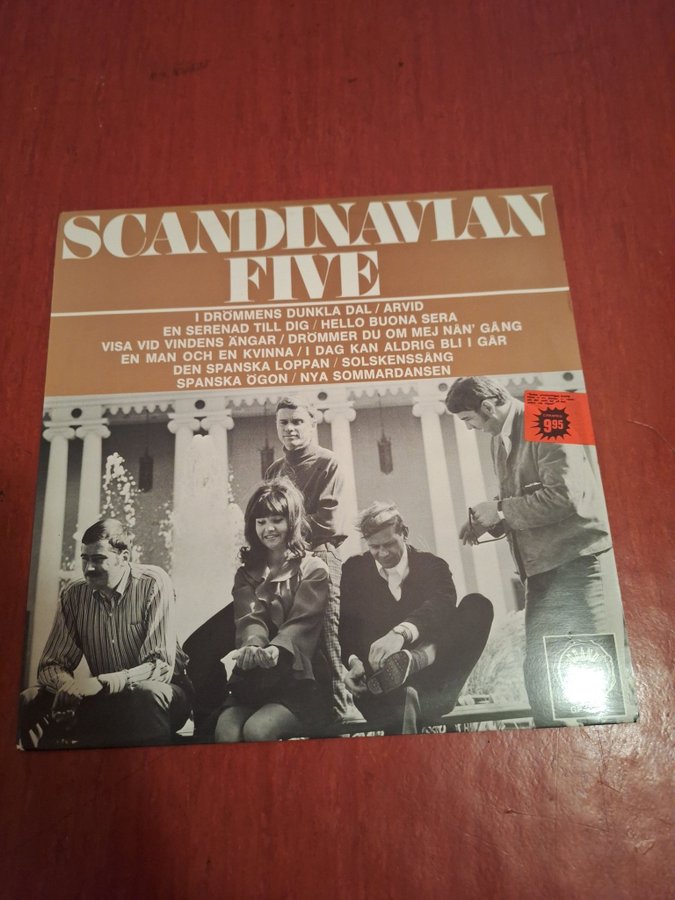 SCANDINAVIAN
FIVE
I DRÖMMENS DUNKLA DAL / ARVID
EN SERENAD TILL DIG / HELLO BUONA SERA
VISA VID VINDENS ÄNGAR / DRÖMMER DU OM MEJ NÅN' GÅNG
EN MAN OCH EN KVINNA / I DAG KAN ALDRIG BLI I GÅR
DEN SPANSKA LOPPAN / SOLSKENSSÅNG
SPANSKA ÖGON / NYA SOMMARDANSEN
9.95